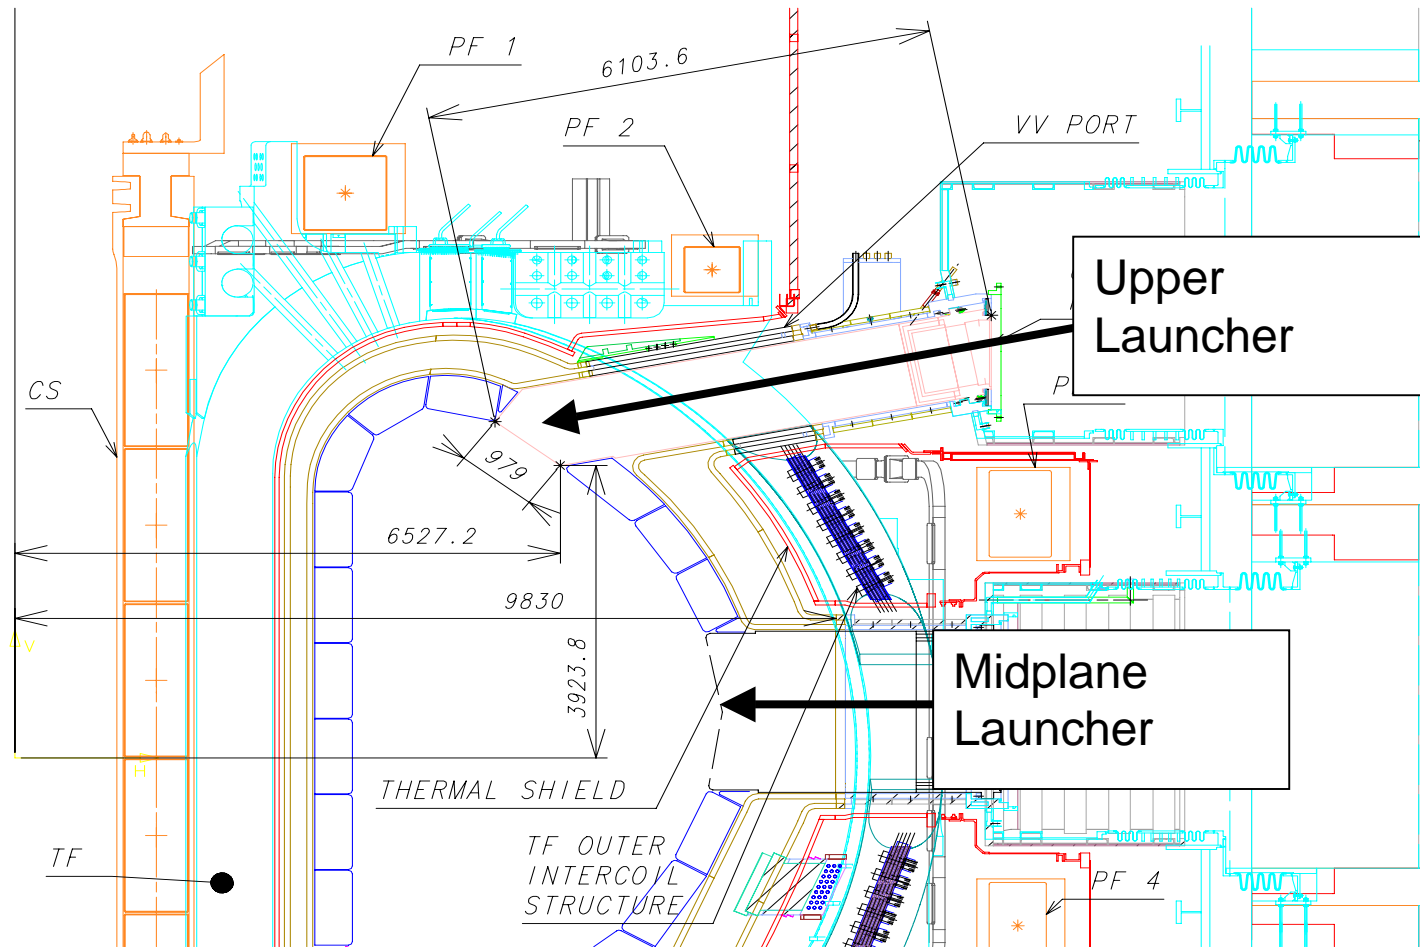 PF 1
6103.6
PF 2
VV PORT
Upper
Launcher
CS
P
979
6527.2
9830
3923.8
V
H
Midplane
Launcher
THERMAL SHIELD
TF OUTER
INTERCOIL
STRUCTURE
TF
PF 4